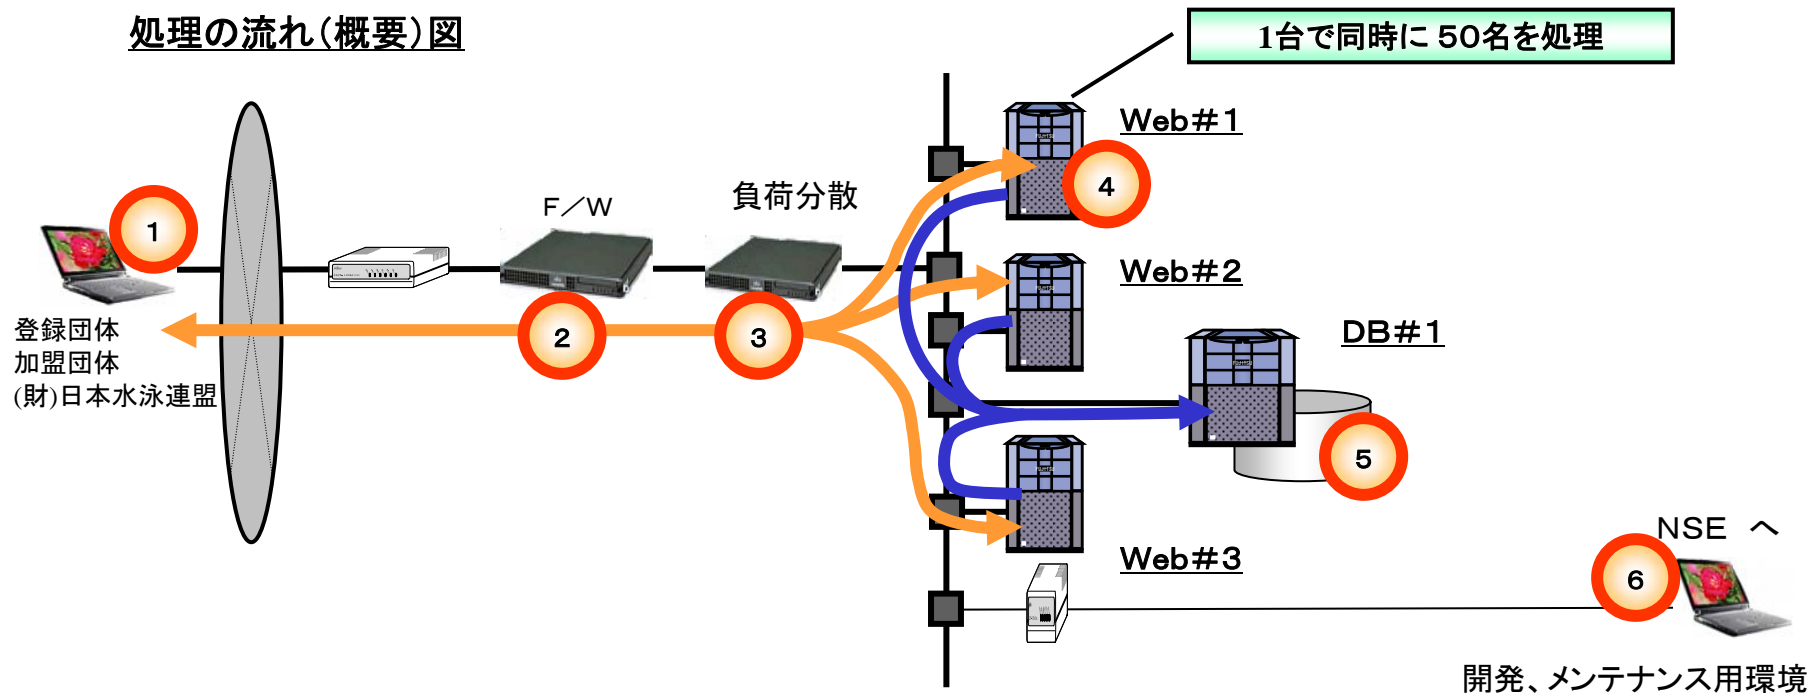 処理の流れ（概要）図
1台で同時に 50名を処理
Web＃1
4
負荷分散
F／W
1
Web＃2
登録団体
加盟団体
(財)日本水泳連盟
2
3
DB＃1
5
NSE へ
Web＃3
6
開発、メンテナンス用環境